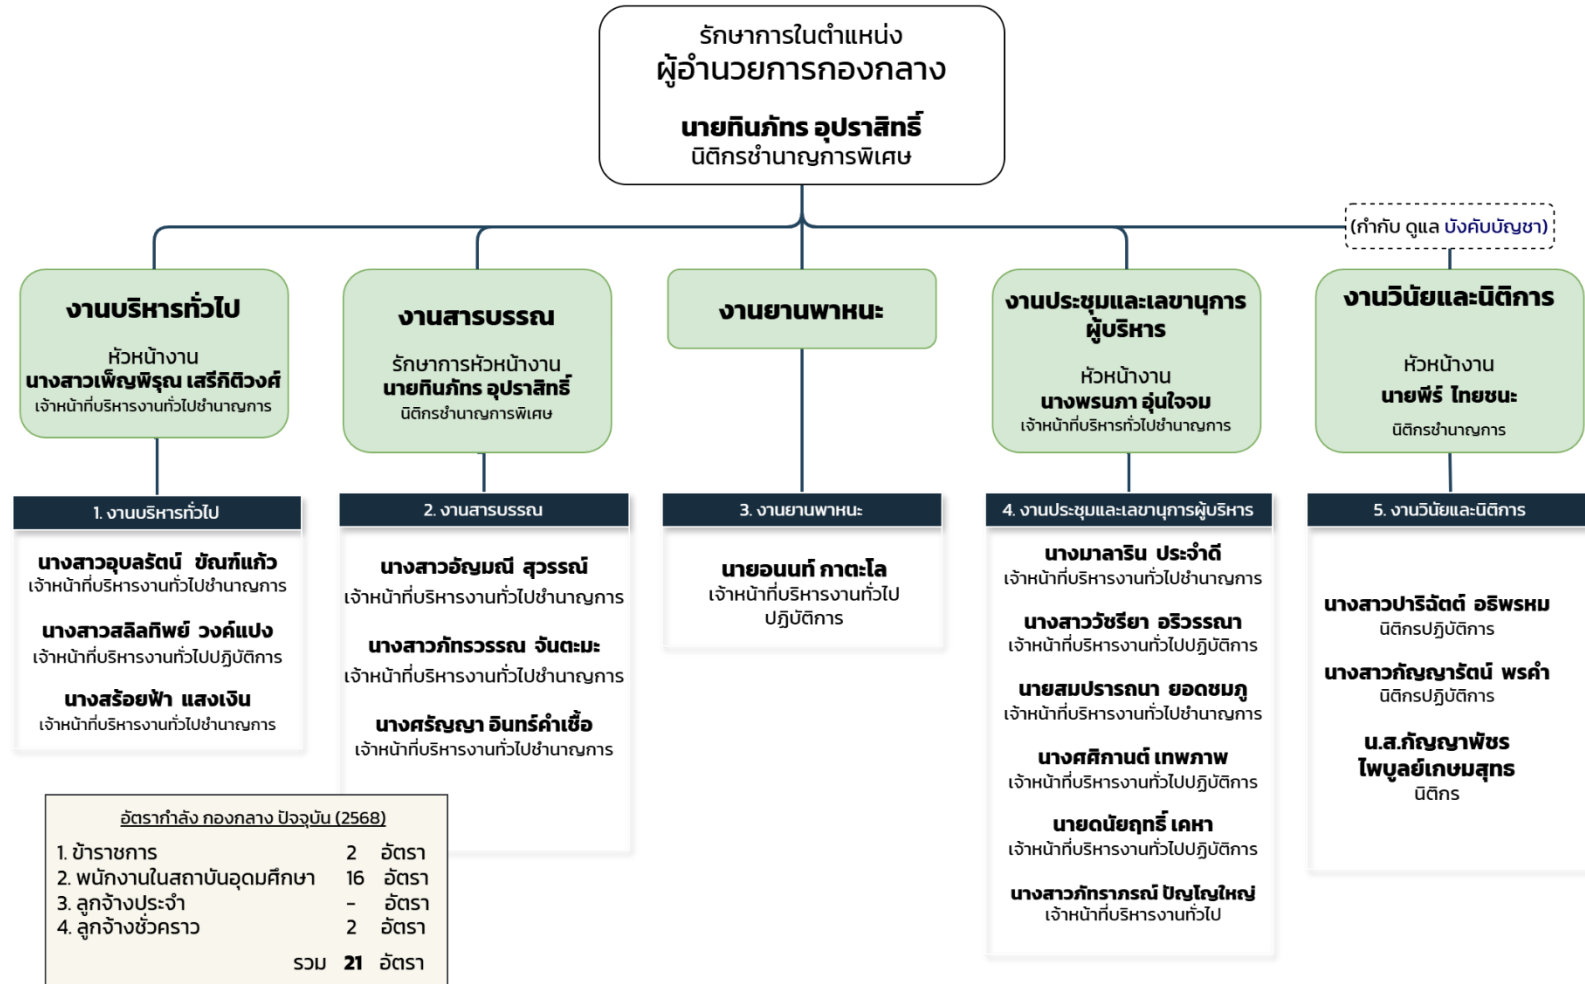 รักษาการในตำแหน่ง
ผู้อำนวยการกองกลาง
นายทินภัทร อุปราสิทธิ์
นิติกรชำนาญการพิเศษ
(กำกับ ดูแล บังคับบัญชา)
งานบริหารทั่วไป
หัวหน้างาน
นางสาวเพ็ญพิรุณ เสรีกิติวงศ์
เจ้าหน้าที่บริหารงานทั่วไปชำนาญการ
งานสารบรรณ
รักษาการหัวหน้างาน
นายทินภัทร อุปราสิทธิ์
นิติกรชำนาญการพิเศษ
งานยานพาหนะ
งานประชุมและเลขานุการ
ผู้บริหาร
หัวหน้างาน
นางพรนภา อุ่นใจจม
เจ้าหน้าที่บริหารทั่วไปชำนาญการ
งานวินัยและนิติการ
หัวหน้างาน
นายพีร์ ไทยชนะ
นิติกรชำนาญการ
1. งานบริหารทั่วไป
นางสาวอุบลรัตน์ ขัณฑ์แก้ว
เจ้าหน้าที่บริหารงานทั่วไปชำนาญการ
นางสาวสลิลทิพย์ วงค์แปง
เจ้าหน้าที่บริหารงานทั่วไปปฏิบัติการ
นางสร้อยฟ้า แสงเงิน
เจ้าหน้าที่บริหารงานทั่วไปชำนาญการ
2. งานสารบรรณ
นางสาวอัญมณี สุวรรณ์
เจ้าหน้าที่บริหารงานทั่วไปชำนาญการ
นางสาวภัทรวรรณ จันตะมะ
เจ้าหน้าที่บริหารงานทั่วไปชำนาญการ
นางศรัญญา อินทร์คำเชื้อ
เจ้าหน้าที่บริหารงานทั่วไปชำนาญการ
3. งานยานพาหนะ
นายอนนท์ กาตะโล
เจ้าหน้าที่บริหารงานทั่วไป
ปฏิบัติการ
4. งานประชุมและเลขานุการผู้บริหาร
นางมาลาริน ประจำดี
เจ้าหน้าที่บริหารงานทั่วไปชำนาญการ
นางสาววัชรียา อริวรรณา
เจ้าหน้าที่บริหารงานทั่วไปปฏิบัติการ
นายสมปรารถนา ยอดชมภู
เจ้าหน้าที่บริหารงานทั่วไปชำนาญการ
นางศศิกานต์ เทพภาพ
เจ้าหน้าที่บริหารงานทั่วไปปฏิบัติการ
นายดนัยฤทธิ์ เคหา
เจ้าหน้าที่บริหารงานทั่วไปปฏิบัติการ
นางสาวภัทราภรณ์ ปัญโญใหญ่
เจ้าหน้าที่บริหารงานทั่วไป
5. งานวินัยและนิติการ
นางสาวปาริฉัตต์ อธิพรหม
นิติกรปฏิบัติการ
นางสาวกัญญารัตน์ พรคำ
นิติกรปฏิบัติการ
น.ส.กัญญาพัชร
ไพบูลย์เกษมสุทธ
นิติกร
อัตรากำลัง กองกลาง ปัจจุบัน (2568)
1. ข้าราชการ 2 อัตรา
2. พนักงานในสถาบันอุดมศึกษา 16 อัตรา
3. ลูกจ้างประจำ - อัตรา
4. ลูกจ้างชั่วคราว 2 อัตรา
รวม 21 อัตรา